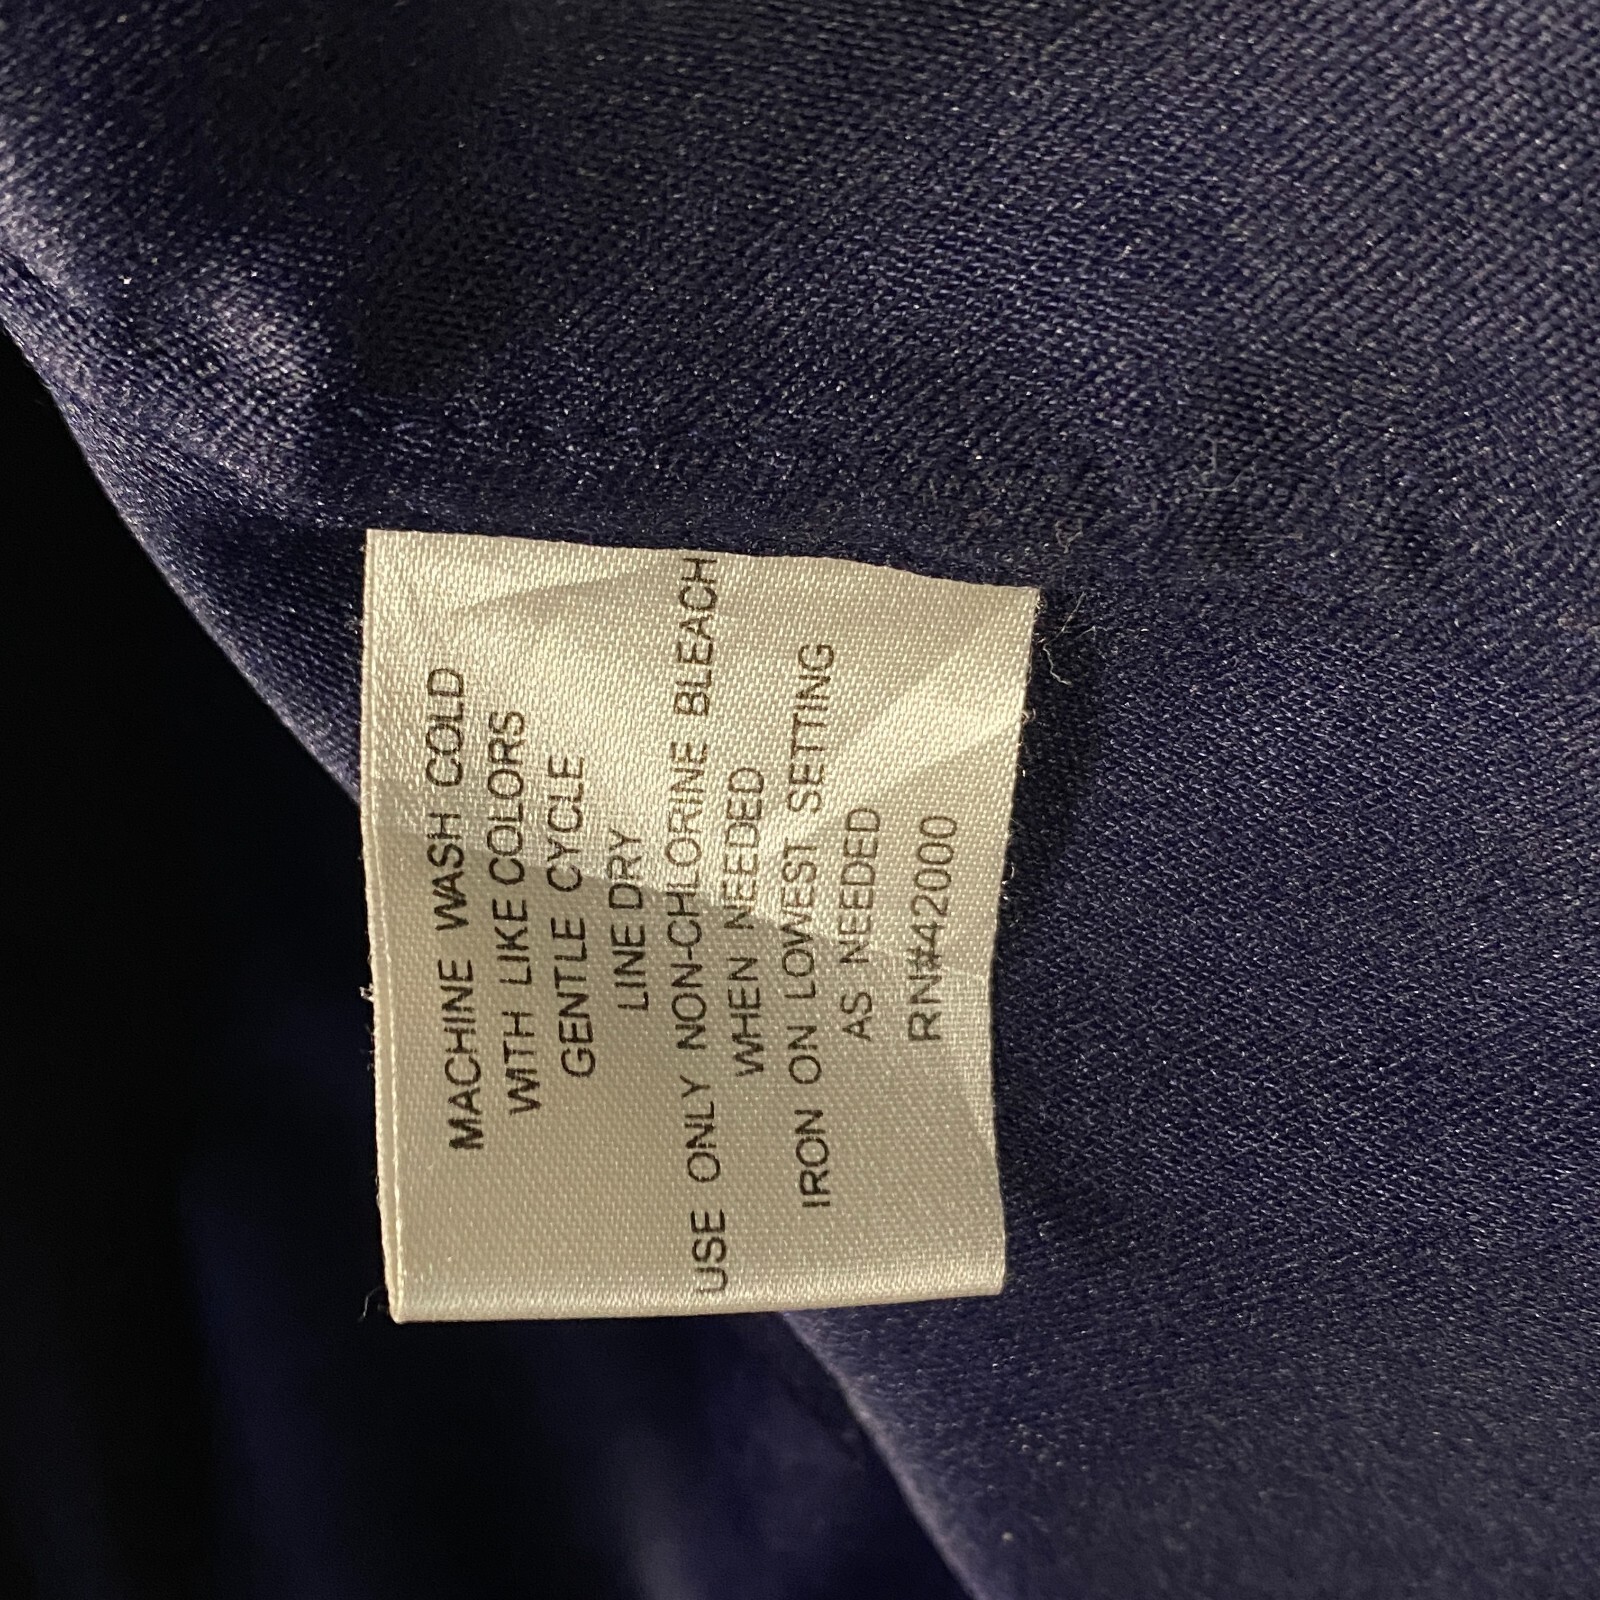 MACHINE WASH COLD
WITH LIKE COLORS
GENTLE CYCLE
LINE DRY
USE ONLY NON-CHLORINE BLEACH
WHEN NEEDED
IRON ON LOWEST SETTING
AS NEEDED
RN#42000